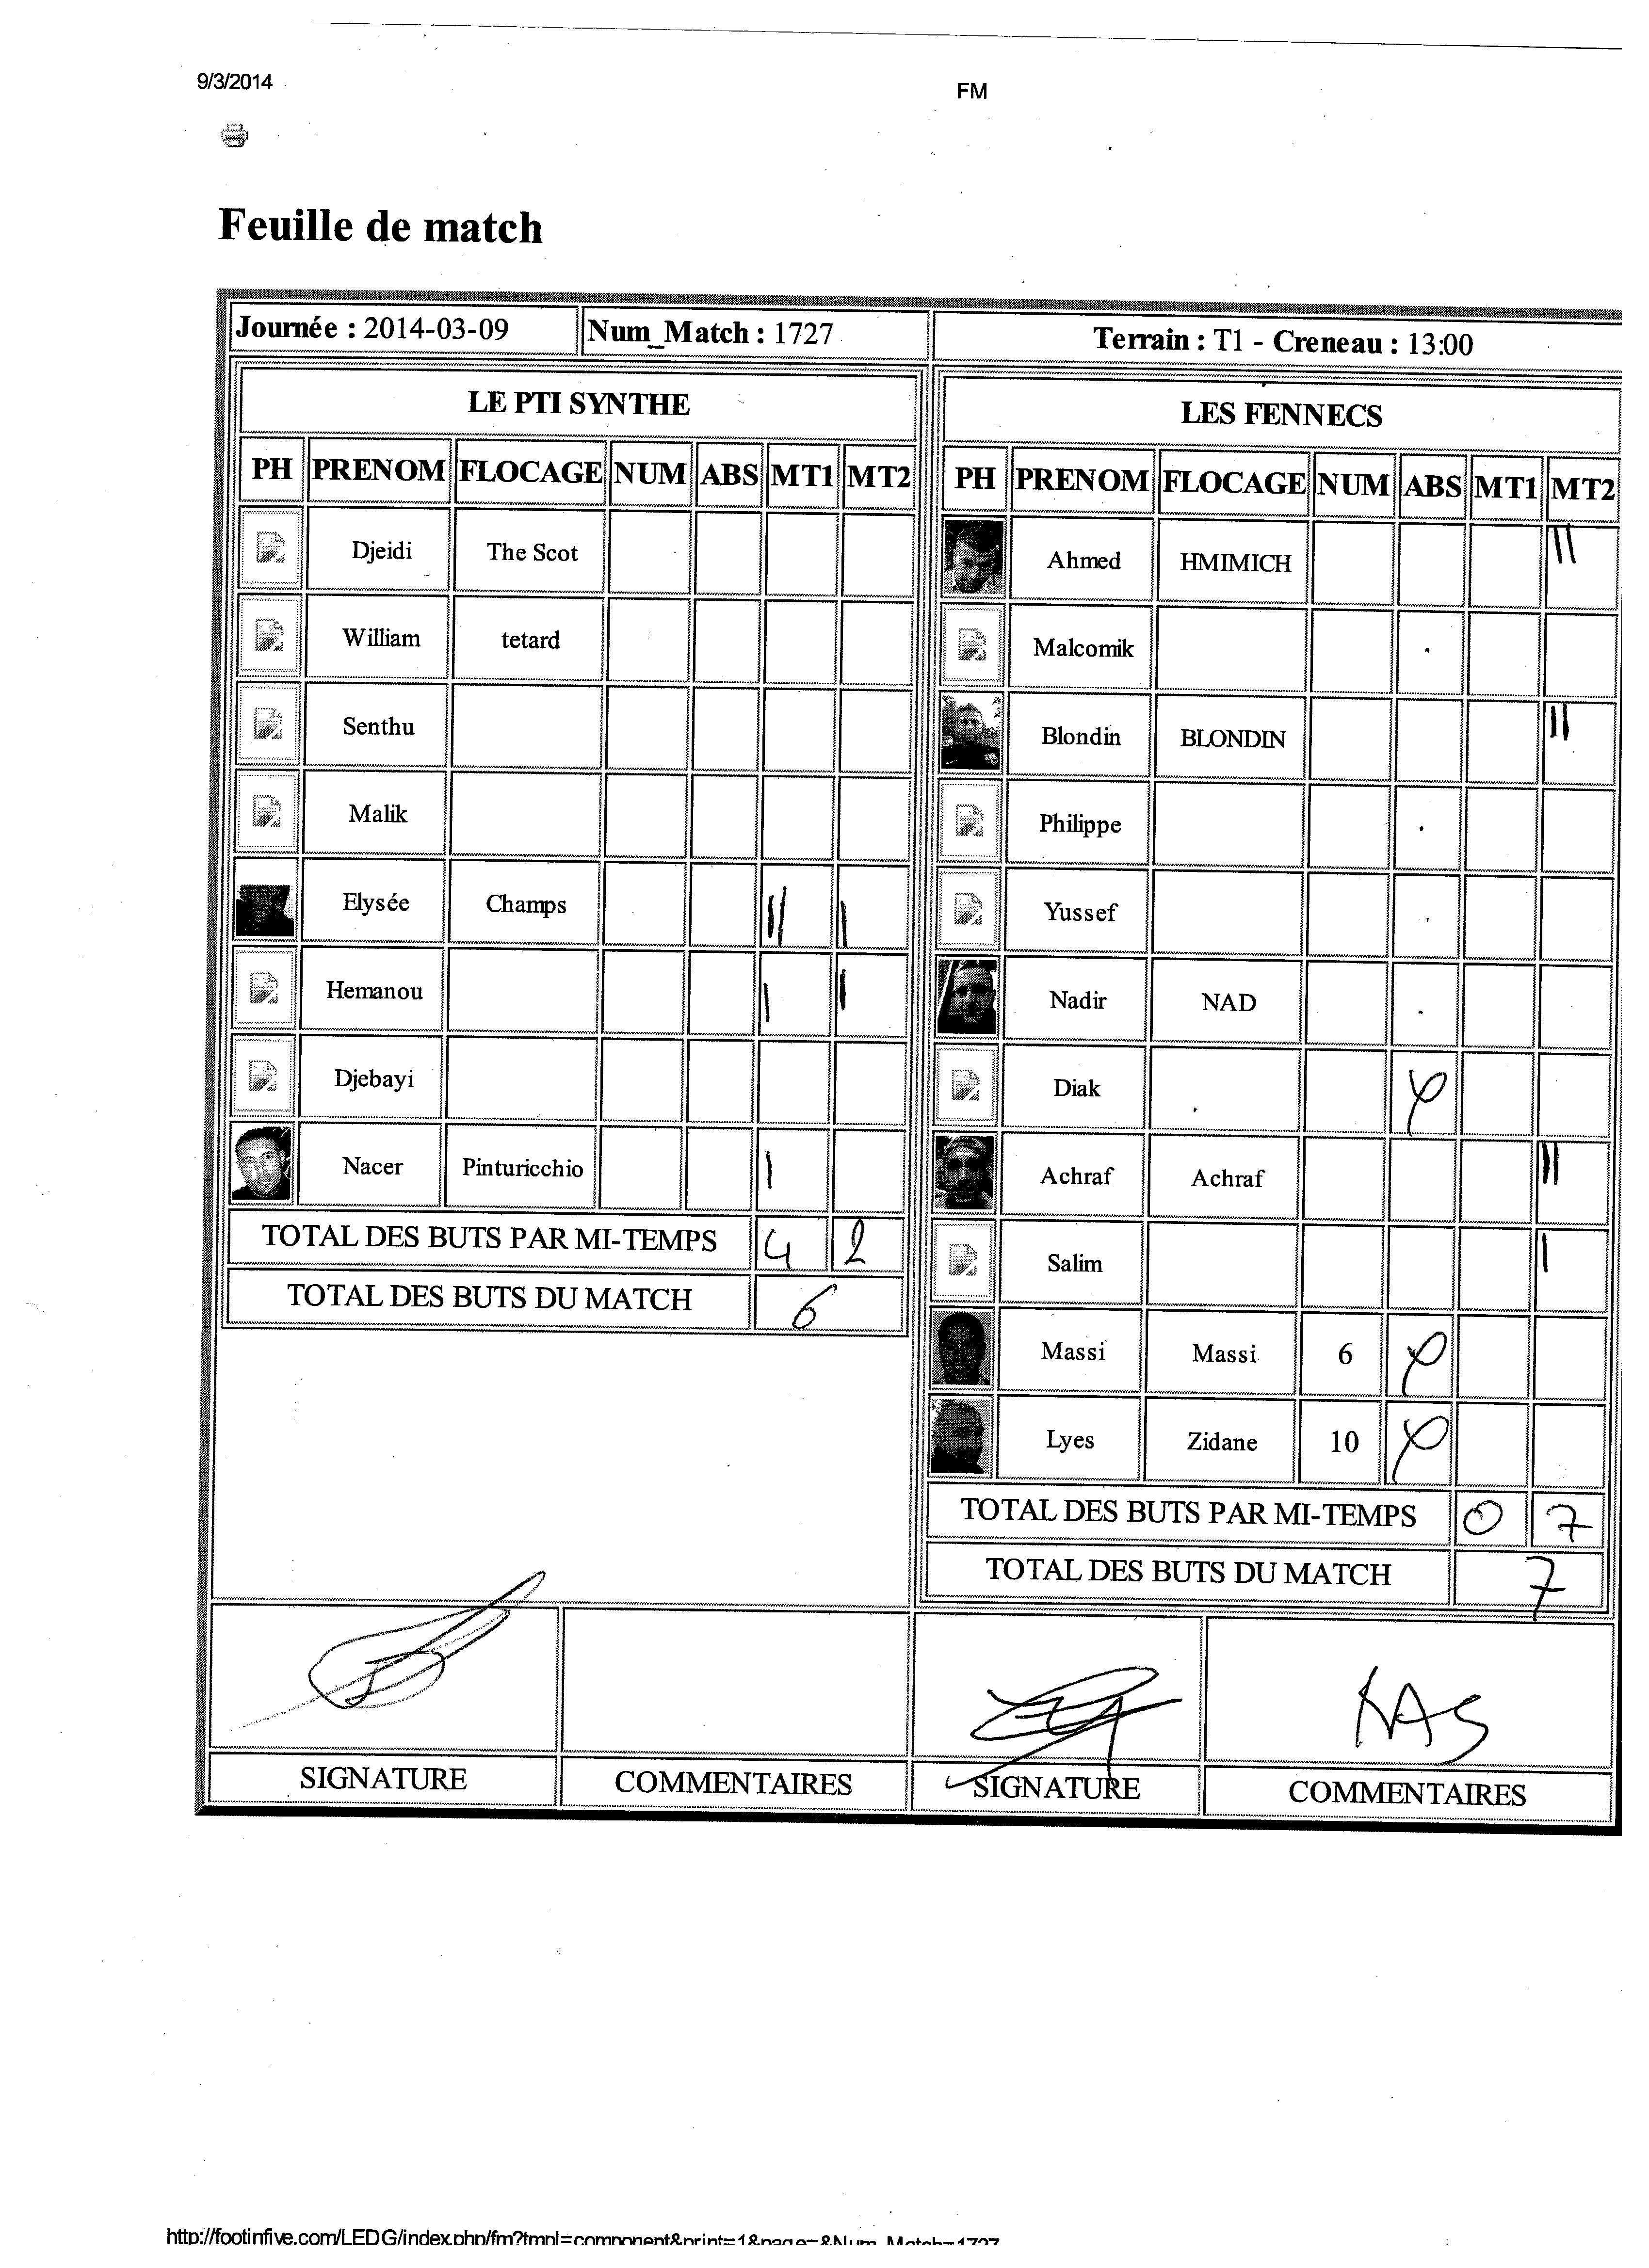 9/3/2014 FM
Feuille de match
Journée : 2014-03-09 Num_Match : 1727 Terrain : T1 - Creneau : 13:00
LE PTI SYNTHE
PH PRENOM FLOCAGE NUM ABS MT1 MT2
Djeidi The Scot
William tetard
Senthu
Malik
Elysée Champs || |
Hemanou | |
Djebayi
Nacer Pinturicchio |
TOTAL DES BUTS PAR MI-TEMPS 4 2
TOTAL DES BUTS DU MATCH 6
LES FENNECS
PH PRENOM FLOCAGE NUM ABS MT1 MT2
Ahmed HMIMICH ||
Malcomik
Blondin BLONDIN ||
Philippe
Yussef
Nadir NAD
Diak X
Achraf Achraf ||
Salim |
Massi Massi 6 X
Lyes Zidane 10 X
TOTAL DES BUTS PAR MI-TEMPS 0 7
TOTAL DES BUTS DU MATCH 7
RAS
SIGNATURE COMMENTAIRES SIGNATURE COMMENTAIRES
http://footinfive.com/LEDG/index.php/fm?tmpl=component&print=1&page=&Num_Match=1727